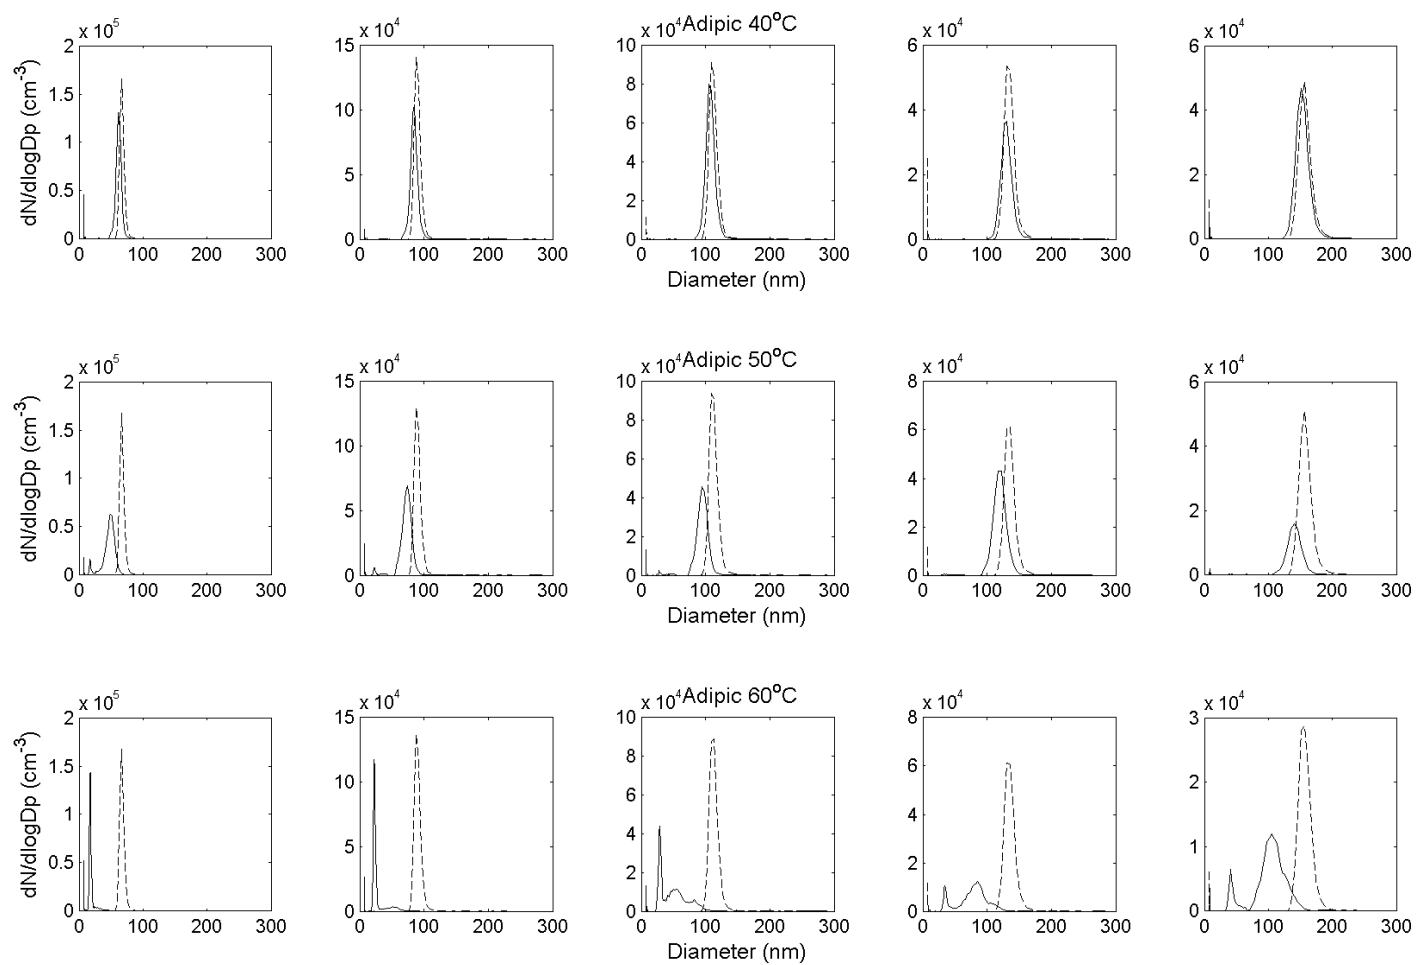 x 10^5 x 10^4 x 10^4 Adipic 40°C x 10^4 x 10^4
2 15 10 6 6
1.5 8
10 4 4
1 6
dN/dlogDp (cm^-3)
4
5 2 2
0.5 2
0 0 0 0 0
0 100 200 300 0 100 200 300 0 100 200 300 0 100 200 300 0 100 200 300
Diameter (nm)
x 10^5 x 10^4 x 10^4 Adipic 50°C x 10^4 x 10^4
2 15 10 8 6
1.5 8 6
10 4
1 6 4
dN/dlogDp (cm^-3)
4
5 2
0.5 2 2
0 0 0 0 0
0 100 200 300 0 100 200 300 0 100 200 300 0 100 200 300 0 100 200 300
Diameter (nm)
x 10^5 x 10^4 x 10^4 Adipic 60°C x 10^4 x 10^4
2 15 10 8 3
1.5 8 6
10 2
1 6 4
dN/dlogDp (cm^-3)
4
5 1
0.5 2 2
0 0 0 0 0
0 100 200 300 0 100 200 300 0 100 200 300 0 100 200 300 0 100 200 300
Diameter (nm)